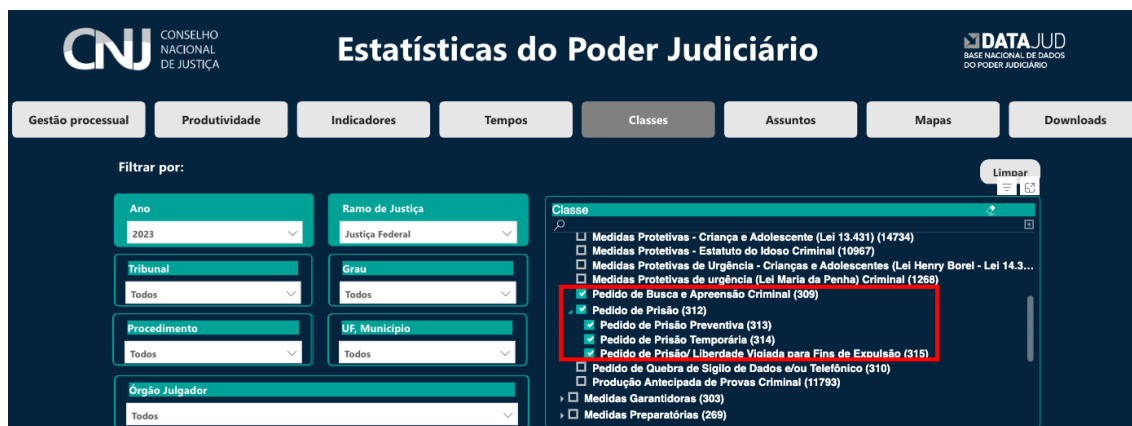 CNJ CONSELHO NACIONAL DE JUSTIÇA
Estatísticas do Poder Judiciário
DATAJUD
BASE NACIONAL DE DADOS
DO PODER JUDICIÁRIO
Gestão processual
Produtividade
Indicadores
Tempos
Classes
Assuntos
Mapas
Downloads
Filtrar por:
Limpar
Ano
2023
Ramo de Justiça
Justiça Federal
Tribunal
Todos
Grau
Todos
Procedimento
Todos
UF, Município
Todos
Órgão Julgador
Todos
Classe
Medidas Protetivas - Criança e Adolescente (Lei 13.431) (14734)
Medidas Protetivas - Estatuto do Idoso Criminal (10967)
Medidas Protetivas de Urgência - Crianças e Adolescentes (Lei Henry Borel - Lei 14.3...
Medidas Protetivas de urgência (Lei Maria da Penha) Criminal (1268)
Pedido de Busca e Apreensão Criminal (309)
Pedido de Prisão (312)
Pedido de Prisão Preventiva (313)
Pedido de Prisão Temporária (314)
Pedido de Prisão/ Liberdade Vigiada para Fins de Expulsão (315)
Pedido de Quebra de Sigilo de Dados e/ou Telefônico (310)
Produção Antecipada de Provas Criminal (11793)
Medidas Garantidoras (303)
Medidas Preparatórias (269)